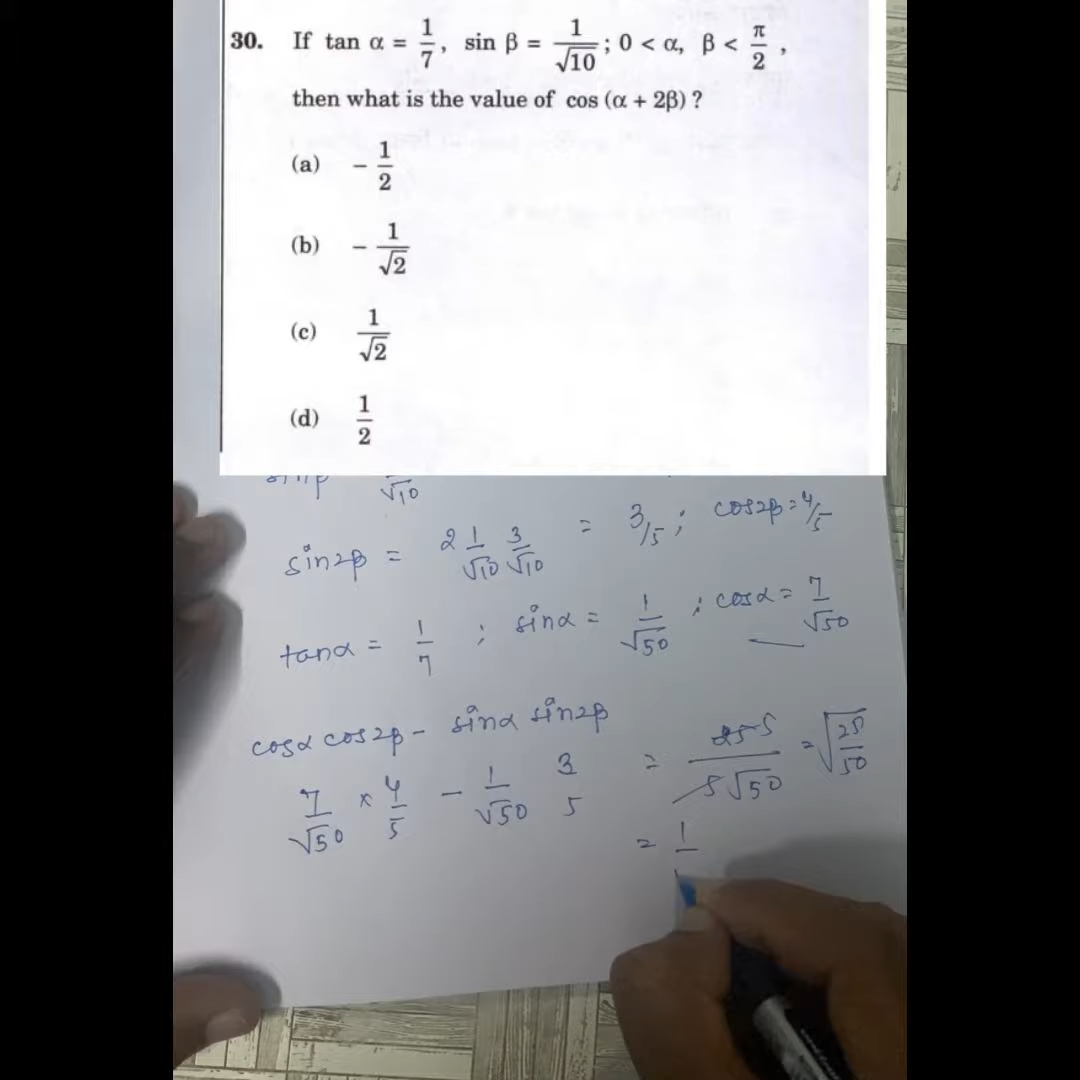 30. If tan α = 1/7, sin β = 1/√10; 0 < α, β < π/2,
then what is the value of cos (α + 2β) ?
(a) - 1/2
(b) - 1/√2
(c) 1/√2
(d) 1/2
sinβ √10
sin2β = 2 1/√10 3/√10 = 3/5 ; cos2β = 4/5
tanα = 1/7 ; sinα = 1/√50 ; cosα = 7/√50
cosα cos2β - sinα sin2β
7/√50 × 4/5 - 1/√50 3/5 = 25 5/5√50 = √25/50
= 1